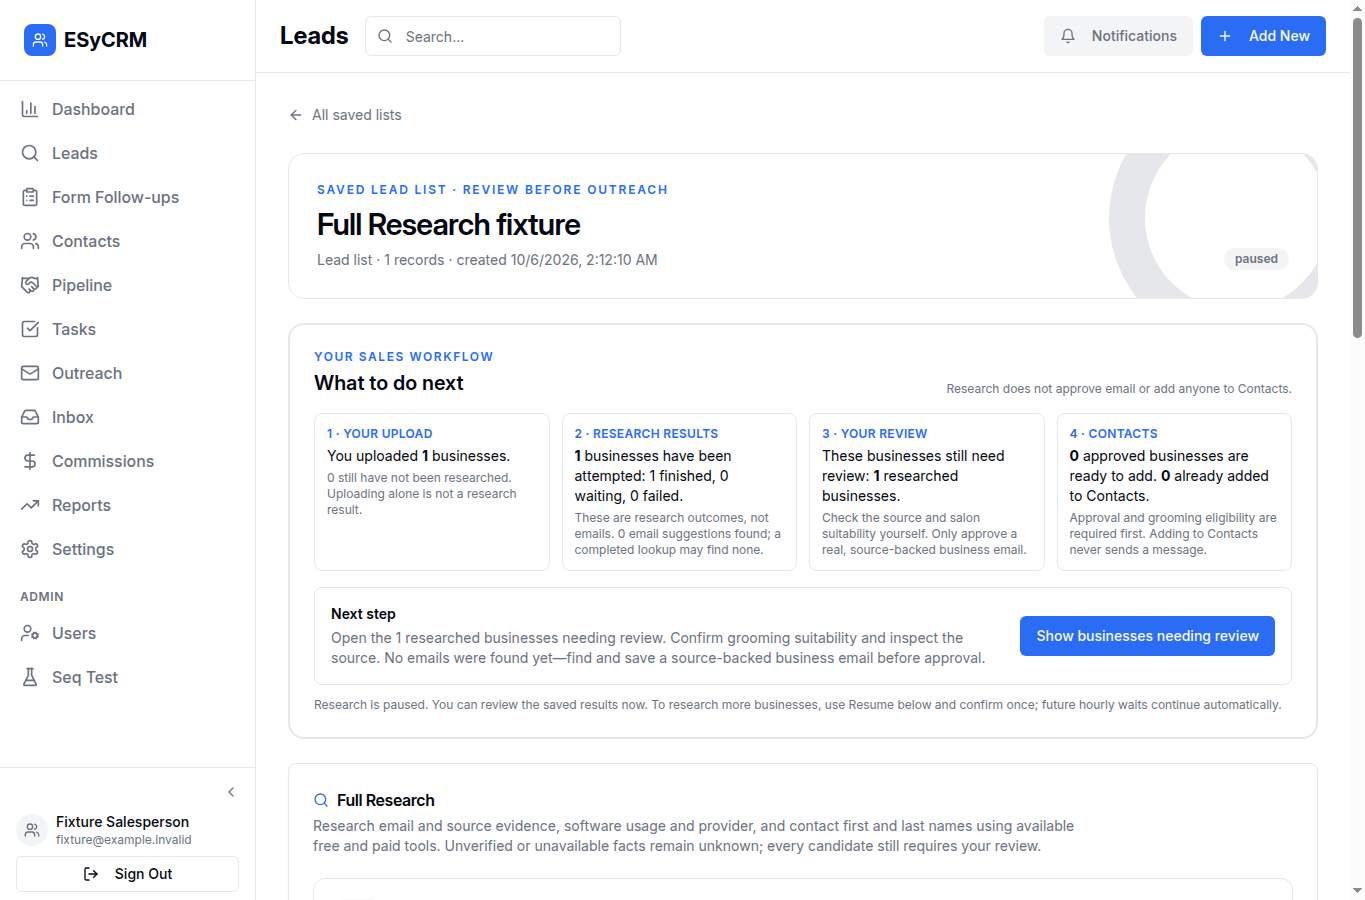 ESyCRM
Dashboard
Leads
Form Follow-ups
Contacts
Pipeline
Tasks
Outreach
Inbox
Commissions
Reports
Settings
ADMIN
Users
Seq Test
Fixture Salesperson
fixture@example.invalid
Sign Out
Leads
Search...
Notifications
Add New
All saved lists
SAVED LEAD LIST · REVIEW BEFORE OUTREACH
Full Research fixture
Lead list · 1 records · created 10/6/2026, 2:12:10 AM
paused
YOUR SALES WORKFLOW
What to do next
Research does not approve email or add anyone to Contacts.
1 · YOUR UPLOAD
You uploaded 1 businesses.
0 still have not been researched.
Uploading alone is not a research
result.
2 · RESEARCH RESULTS
1 businesses have been
attempted: 1 finished, 0
waiting, 0 failed.
These are research outcomes, not
emails. 0 email suggestions found; a
completed lookup may find none.
3 · YOUR REVIEW
These businesses still need
review: 1 researched
businesses.
Check the source and salon
suitability yourself. Only approve a
real, source-backed business email.
4 · CONTACTS
0 approved businesses are
ready to add. 0 already added
to Contacts.
Approval and grooming eligibility are
required first. Adding to Contacts
never sends a message.
Next step
Open the 1 researched businesses needing review. Confirm grooming suitability and inspect the
source. No emails were found yet—find and save a source-backed business email before approval.
Show businesses needing review
Research is paused. You can review the saved results now. To research more businesses, use Resume below and confirm once; future hourly waits continue automatically.
Full Research
Research email and source evidence, software usage and provider, and contact first and last names using available
free and paid tools. Unverified or unavailable facts remain unknown; every candidate still requires your review.